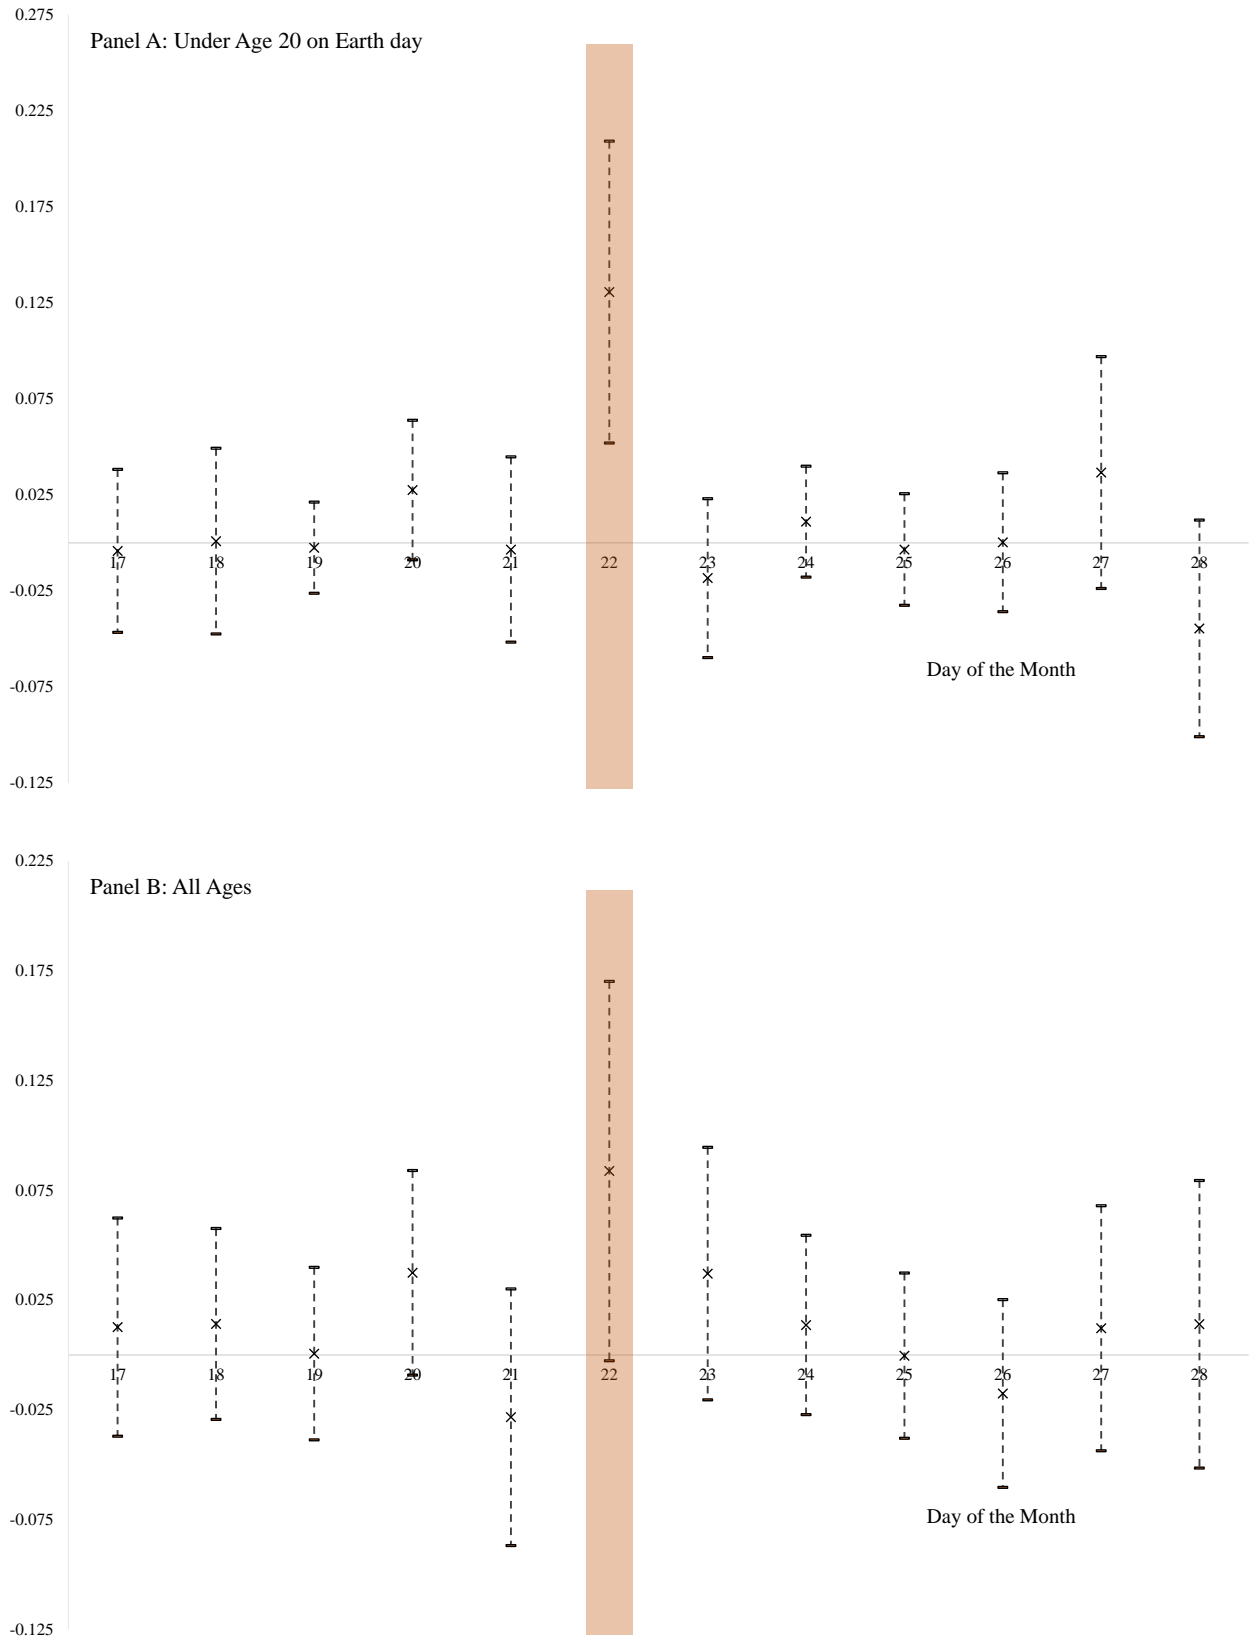 0.275
Panel A: Under Age 20 on Earth day
0.225
0.175
0.125
0.075
0.025
17 18 19 20 21 22 23 24 25 26 27 28
-0.025
Day of the Month
-0.075
-0.125
0.225
Panel B: All Ages
0.175
0.125
0.075
0.025
17 18 19 20 21 22 23 24 25 26 27 28
-0.025
Day of the Month
-0.075
-0.125